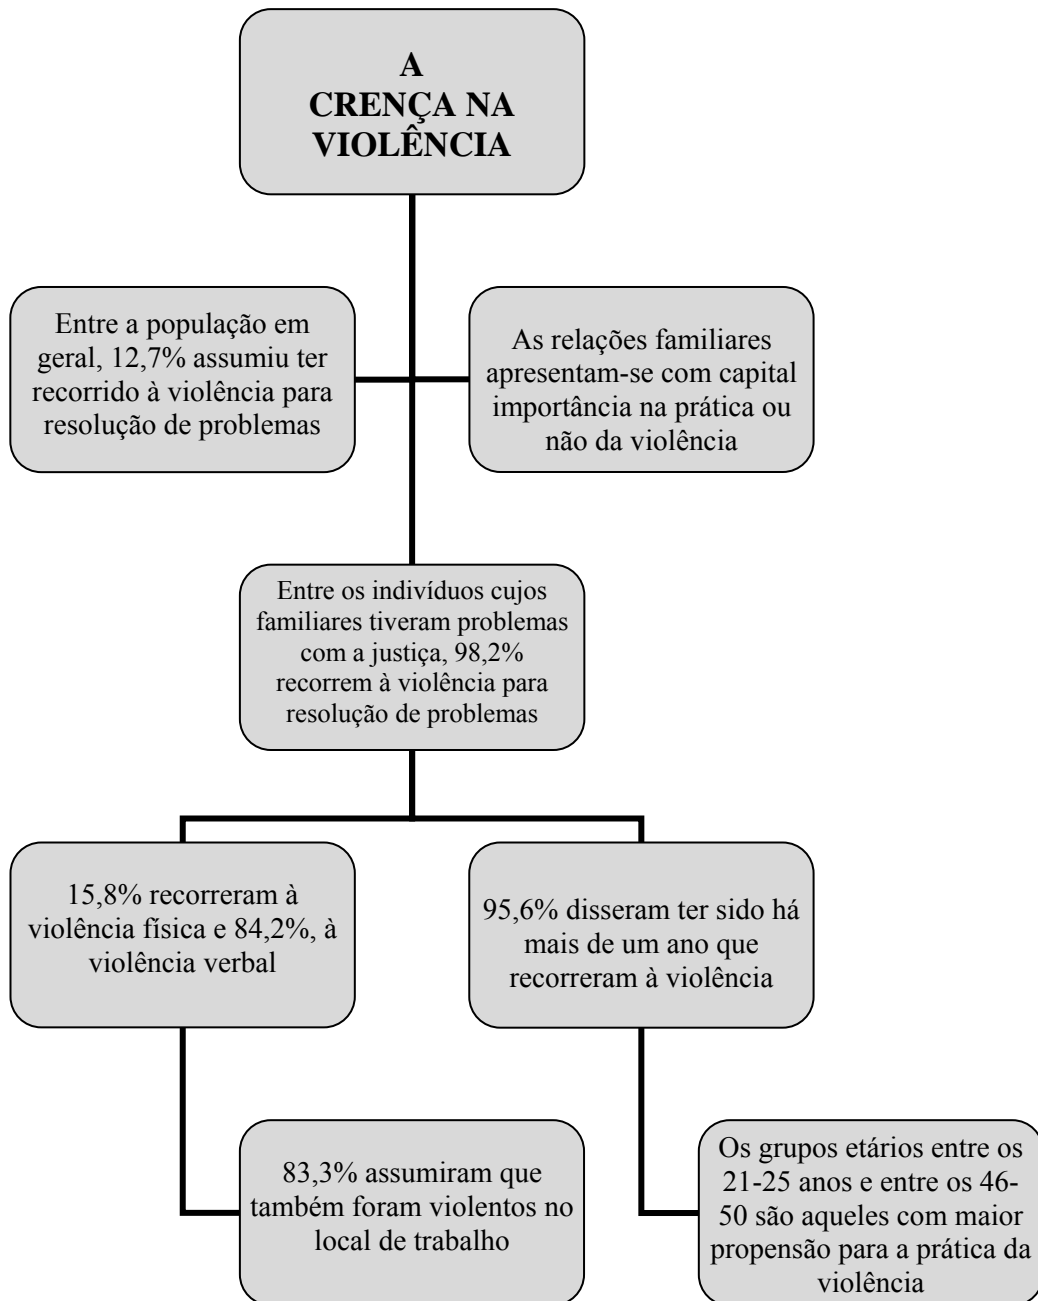 A
CRENÇA NA
VIOLÊNCIA
Entre a população em
geral, 12,7% assumiu ter
recorrido à violência para
resolução de problemas
As relações familiares
apresentam-se com capital
importância na prática ou
não da violência
Entre os indivíduos cujos
familiares tiveram problemas
com a justiça, 98,2%
recorrem à violência para
resolução de problemas
15,8% recorreram à
violência física e 84,2%, à
violência verbal
95,6% disseram ter sido há
mais de um ano que
recorreram à violência
83,3% assumiram que
também foram violentos no
local de trabalho
Os grupos etários entre os
21-25 anos e entre os 46-
50 são aqueles com maior
propensão para a prática da
violência